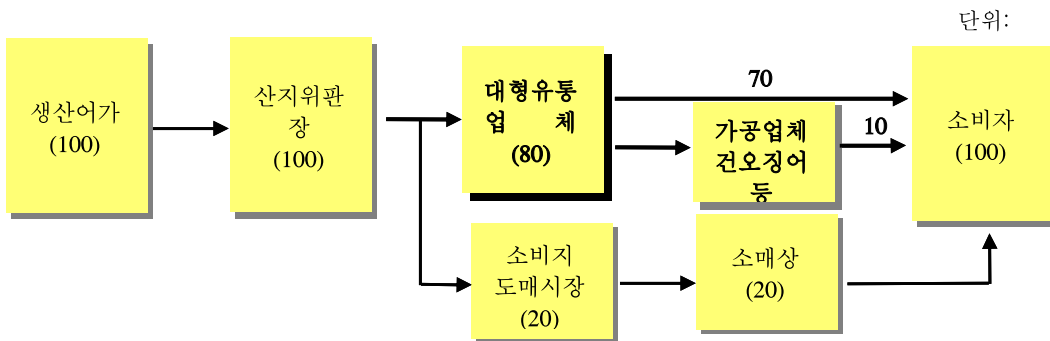 단위:
생산어가
(100)
산지위판
장
(100)
대형유통
업 체
(80)
70
가공업체
건오징어
등
10
소비자
(100)
소비지
도매시장
(20)
소매상
(20)